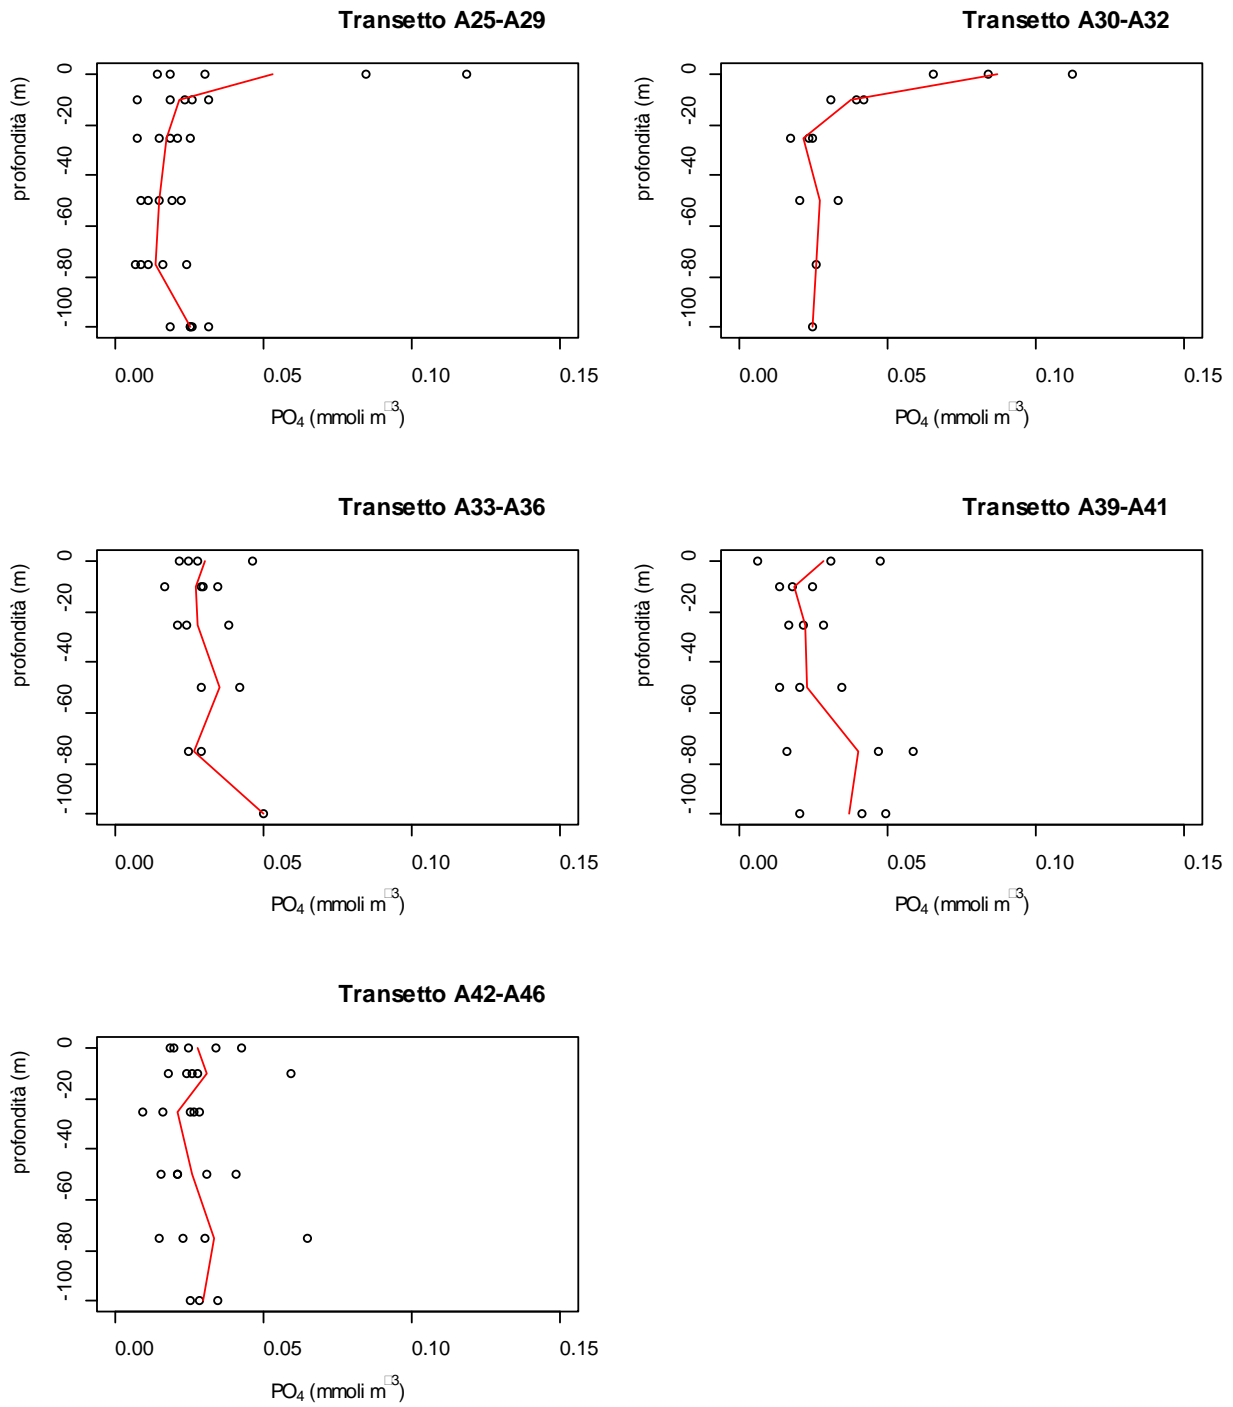 Transetto A25-A29
profondità (m)
0
-20
-40
-60
-80
-100
0.00 0.05 0.10 0.15
PO₄ (mmoli m□³)
Transetto A30-A32
profondità (m)
0
-20
-40
-60
-80
-100
0.00 0.05 0.10 0.15
PO₄ (mmoli m□³)
Transetto A33-A36
profondità (m)
0
-20
-40
-60
-80
-100
0.00 0.05 0.10 0.15
PO₄ (mmoli m□³)
Transetto A39-A41
profondità (m)
0
-20
-40
-60
-80
-100
0.00 0.05 0.10 0.15
PO₄ (mmoli m□³)
Transetto A42-A46
profondità (m)
0
-20
-40
-60
-80
-100
0.00 0.05 0.10 0.15
PO₄ (mmoli m□³)